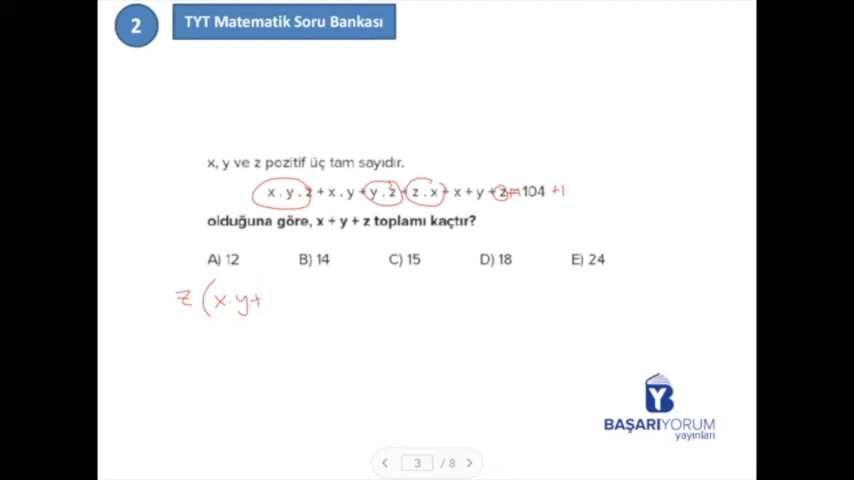 2
TYT Matematik Soru Bankası
x, y ve z pozitif üç tam sayıdır.
x . y . z + x . y + y . z + z . x + x + y + z = 104 +1
olduğuna göre, x + y + z toplamı kaçtır?
A) 12 B) 14 C) 15 D) 18 E) 24
z (x.y+
BAŞARIYORUM
yayınları
3 / 8